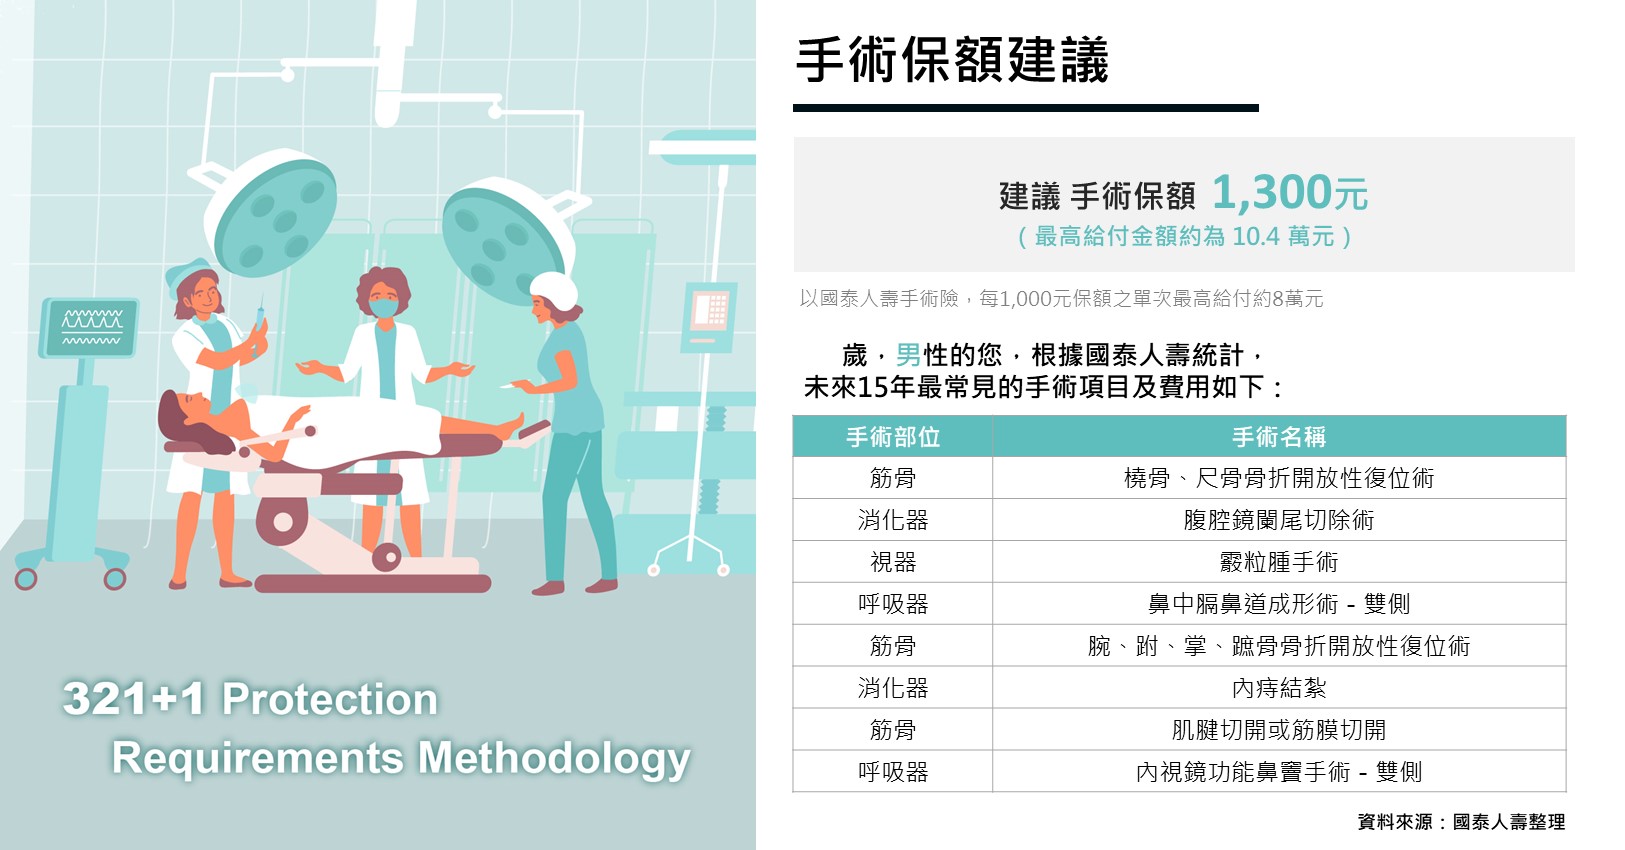 手術保額建議
建議 手術保額 1,300元
( 最高給付金額約為 10.4 萬元 )
以國泰人壽手術險，每1,000元保額之單次最高給付約8萬元
歲，男性的您，根據國泰人壽統計，
未來15年最常見的手術項目及費用如下：
手術部位 手術名稱
筋骨 橈骨、尺骨骨折開放性復位術
消化器 腹腔鏡闌尾切除術
視器 霰粒腫手術
呼吸器 鼻中膈鼻道成形術 - 雙側
筋骨 腕、跗、掌、蹠骨骨折開放性復位術
消化器 內痔結紮
筋骨 肌腱切開或筋膜切開
呼吸器 內視鏡功能鼻竇手術 - 雙側
資料來源：國泰人壽整理
321+1 Protection
Requirements Methodology